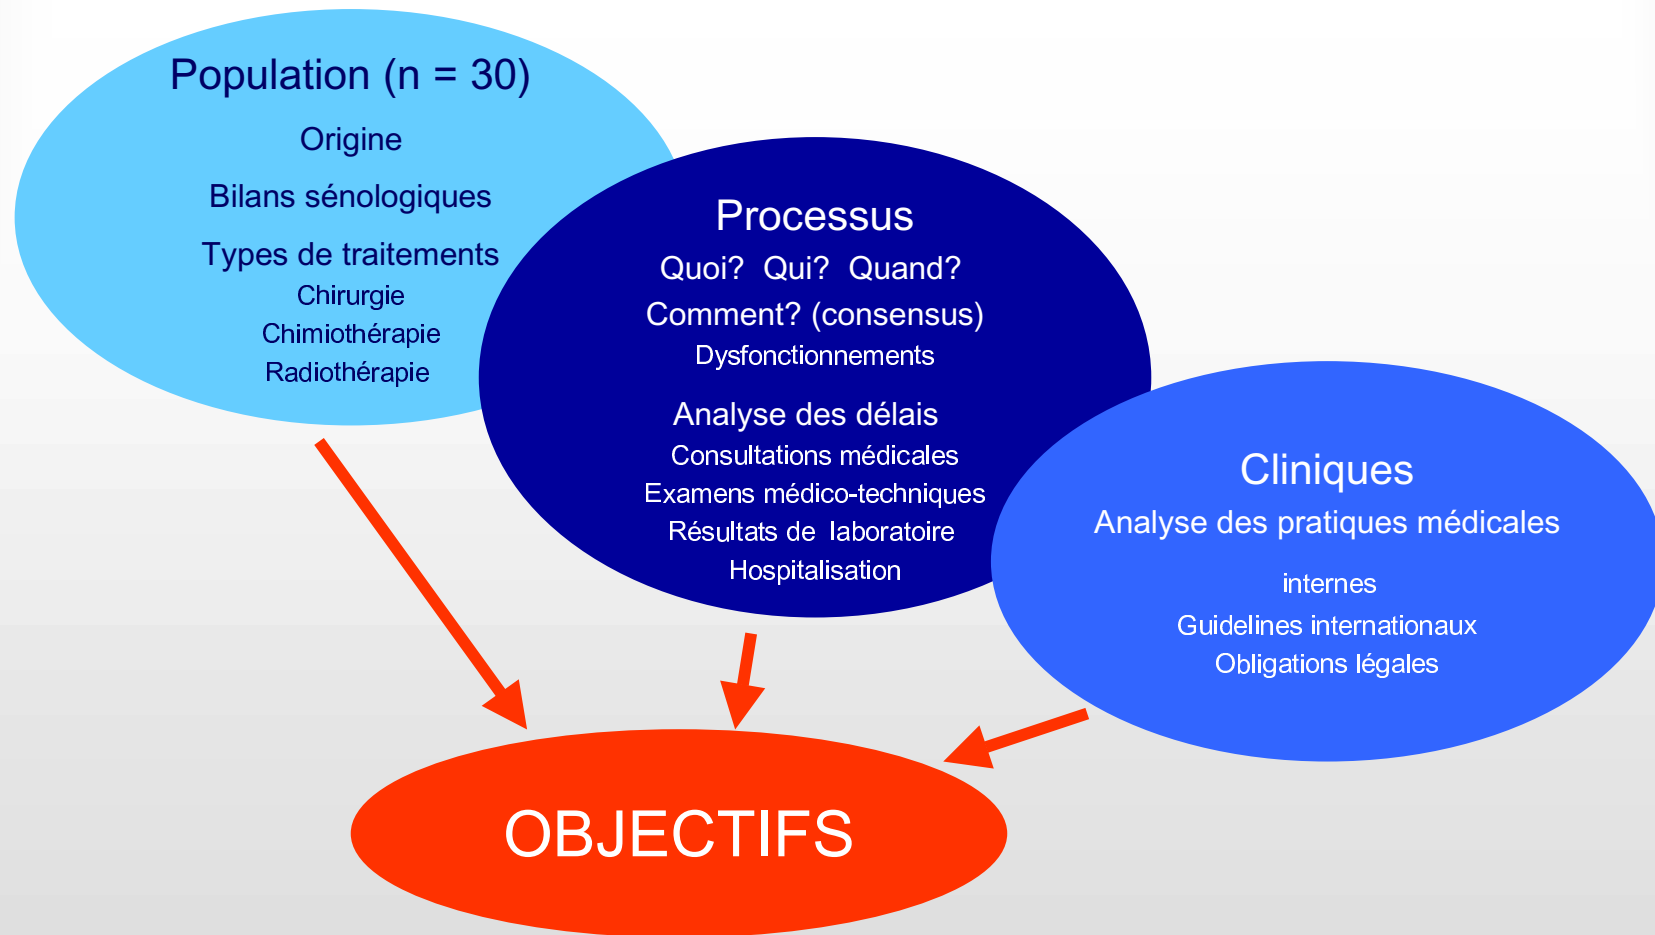 Population (n = 30)
Origine
Bilans sénologiques
Types de traitements
Chirurgie
Chimiothérapie
Radiothérapie
Processus
Quoi? Qui? Quand?
Comment? (consensus)
Dysfonctionnements
Analyse des délais
Consultations médicales
Examens médico-techniques
Résultats de laboratoire
Hospitalisation
Cliniques
Analyse des pratiques médicales
internes
Guidelines internationaux
Obligations légales
OBJECTIFS